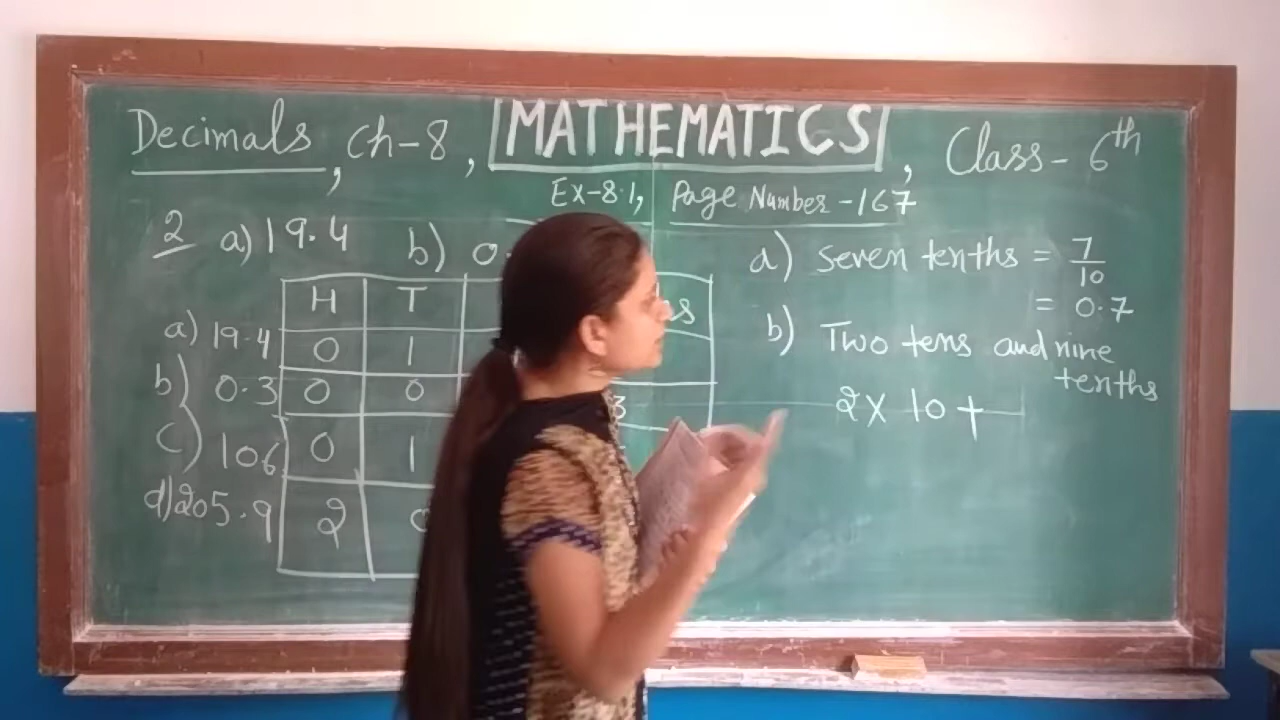 Decimals, Ch-8, MATHEMATICS, Class- 6th
Ex-8.1, Page Number -167
2 a) 19.4 b) 0.
H T
a) 19.4 0 1
b) 0.3 0 0 3
c) 106 0 1
d) 205.9 2 0
a) Seven tenths = 7/10
= 0.7
b) Two tens and nine
tenths
2 x 10 +